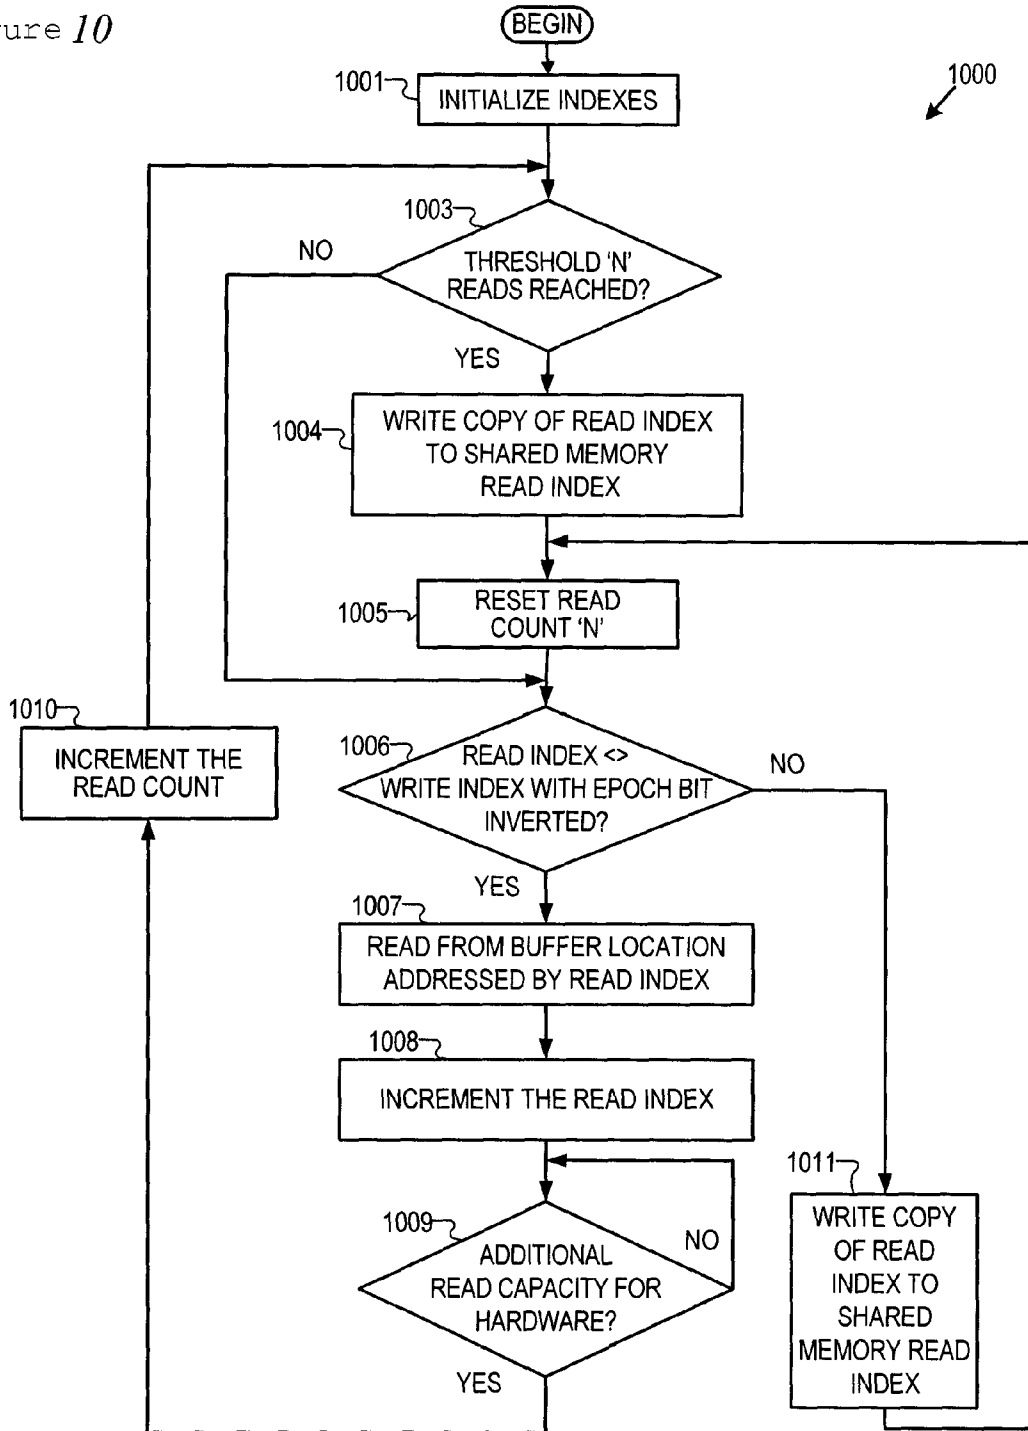 ure 10
BEGIN
1001
INITIALIZE INDEXES
1000
1003
NO
THRESHOLD 'N'
READS REACHED?
YES
1004
WRITE COPY OF READ INDEX
TO SHARED MEMORY
READ INDEX
1005
RESET READ
COUNT 'N'
1010
INCREMENT THE
READ COUNT
1006
READ INDEX <>
WRITE INDEX WITH EPOCH BIT
INVERTED?
NO
YES
1007
READ FROM BUFFER LOCATION
ADDRESSED BY READ INDEX
1008
INCREMENT THE READ INDEX
1009
ADDITIONAL
READ CAPACITY FOR
HARDWARE?
NO
YES
1011
WRITE COPY
OF READ
INDEX TO
SHARED
MEMORY READ
INDEX